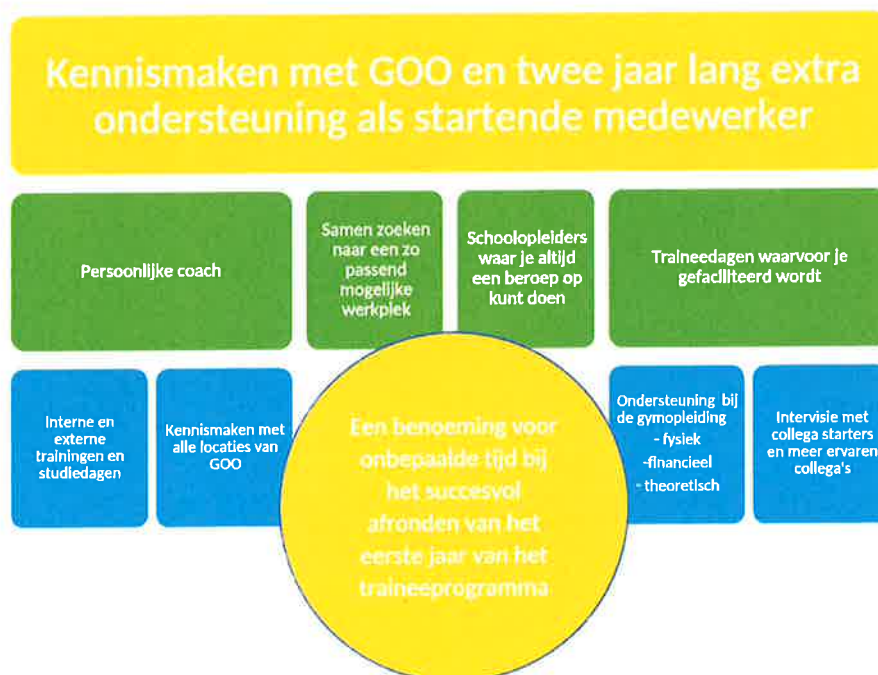 Kennismaken met GOO en twee jaar lang extra
ondersteuning als startende medewerker
Persoonlijke coach
Samen zoeken
naar een zo
passend
mogelijke
werkplek
Schoolopleiders
waar je altijd
een beroep op
kunt doen
Traineedagen waarvoor je
gefaciliteerd wordt
Interne en
externe
trainingen en
studiedagen
Kennismaken met
alle locaties van
GOO
Een benoeming voor
onbepaalde tijd bij
het succesvol
afronden van het
eerste jaar van het
traineeprogramma
Ondersteuning bij
de gymopleiding
- fysiek
-financieel
- theoretisch
Intervisie met
collega starters
en meer ervaren
collega's